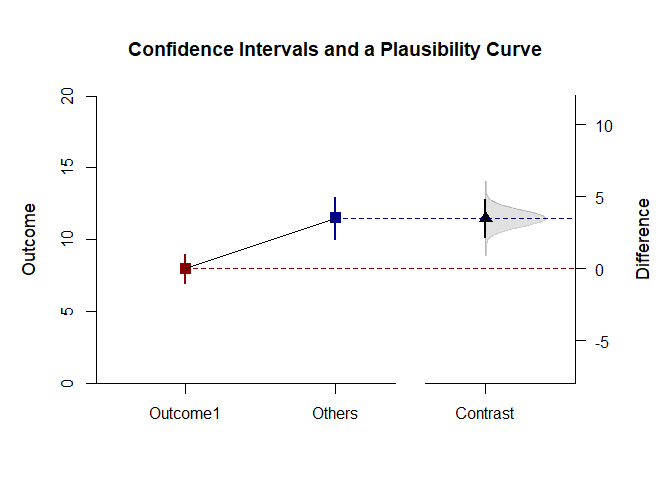 Confidence Intervals and a Plausibility Curve
Outcome
20
15
10
5
0
Outcome1
Others
Contrast
10
5
0
-5
Difference